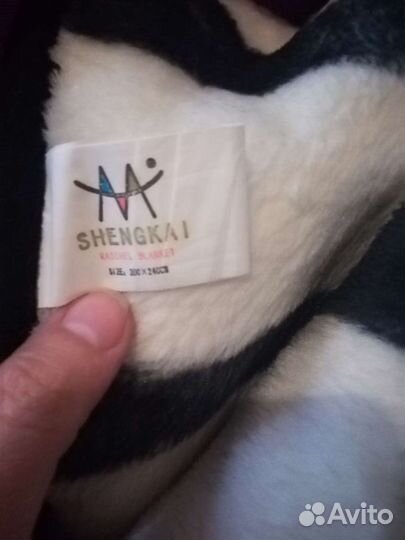 SHENGKAI
RASCHEL BLANKET
SIZE: 200×240CM
Avito